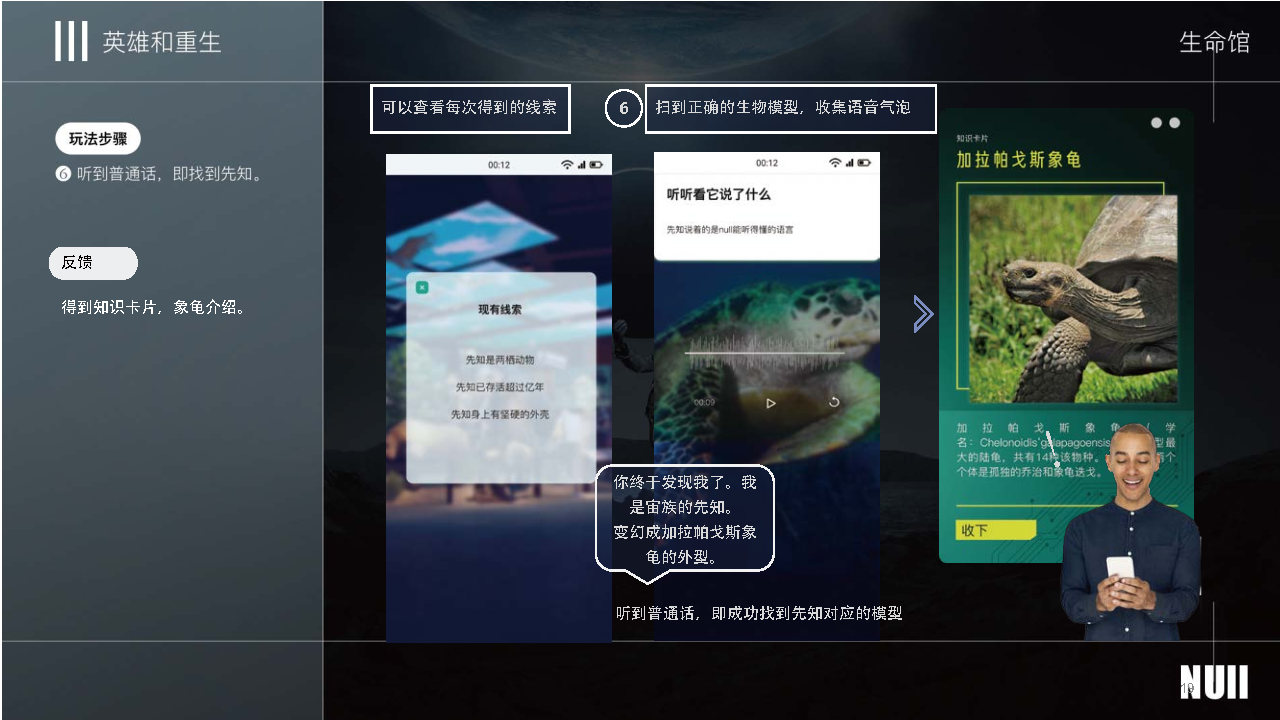 英雄和重生
生命馆
玩法步骤
6 听到普通话，即找到先知。
反馈
得到知识卡片，象龟介绍。
可以查看每次得到的线索
6 扫到正确的生物模型，收集语音气泡
00:12
现有线索
先知是两栖动物
先知已存活超过亿年
先知身上有坚硬的外壳
00:12
听听看它说了什么
先知说着的是null能听得懂的语言
00:09
你终于发现我了。我
是宙族的先知。
变幻成加拉帕戈斯象
龟的外型。
听到普通话，即成功找到先知对应的模型
知识卡片
加拉帕戈斯象龟
加拉帕戈斯象龟/学
名：Chelonoidis galapagoensis 型最
大的陆龟，共有14种该物种。 个
个体是孤独的乔治和象龟迭戈。
收下
NUII
19